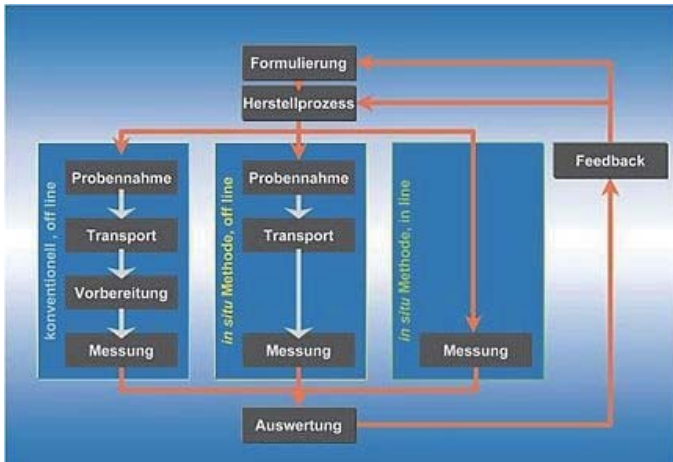 Formulierung
Herstellprozess
Feedback
konventionell , off line
Probennahme
Transport
Vorbereitung
Messung
in situ Methode, off line
Probennahme
Transport
Messung
in situ Methode, in line
Messung
Auswertung